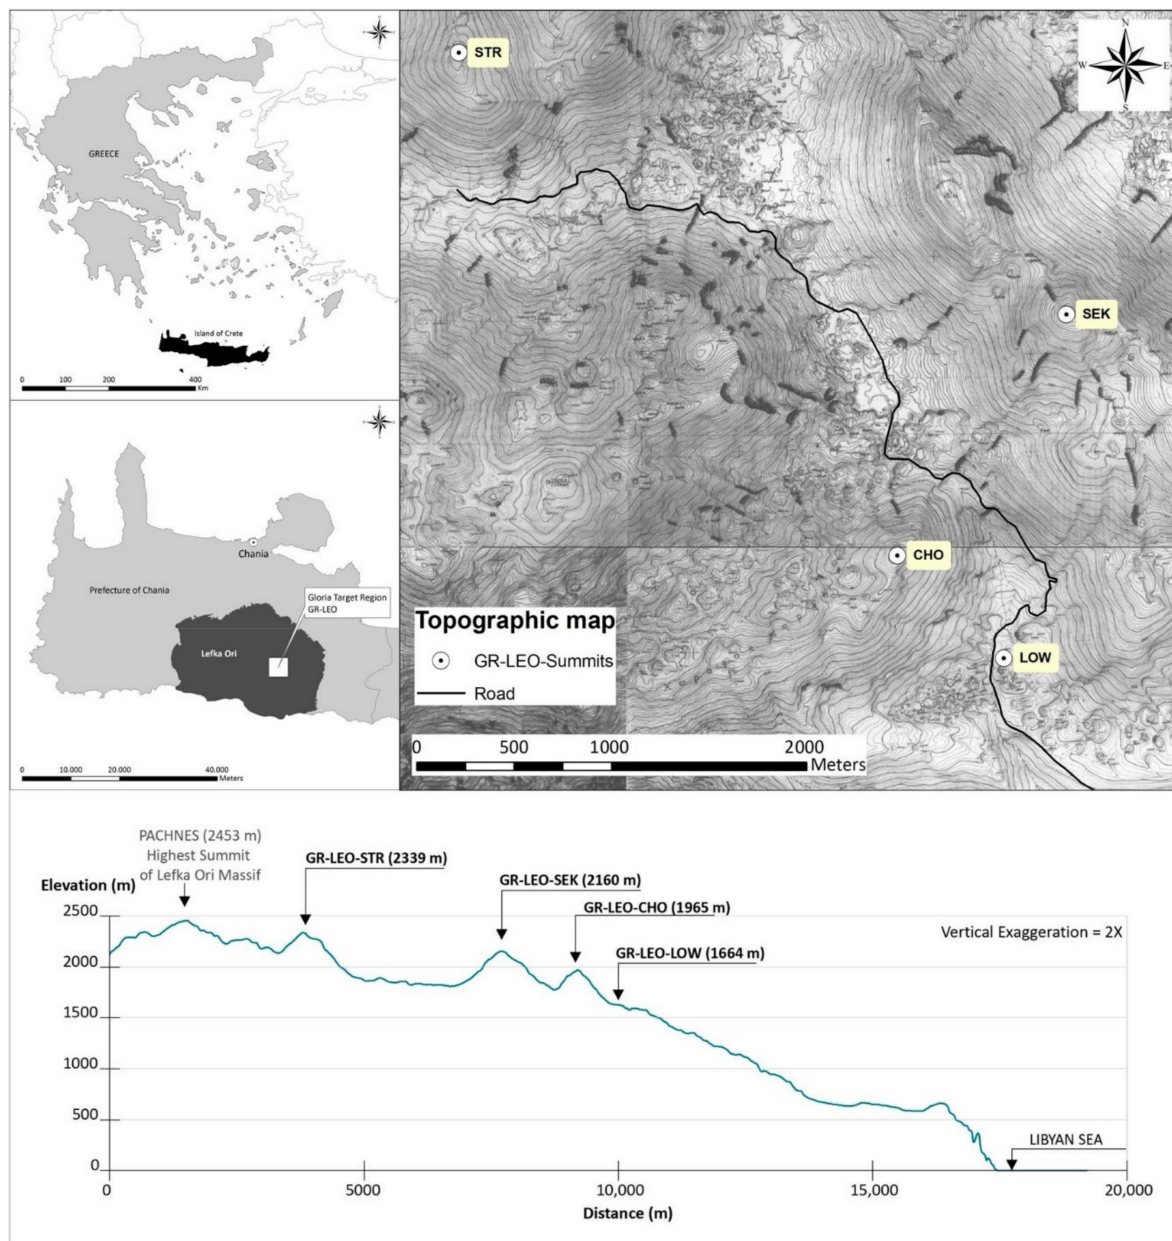 GREECE
Island of Crete
0 100 200 400
Km
Chania
Prefecture of Chania
Gloria Target Region
GR-LEO
Lefka Ori
0 10.000 20.000 40.000
Meters
N
W E
S
STR
SEK
CHO
LOW
Topographic map
GR-LEO-Summits
Road
0 500 1000 2000
Meters
PACHNES (2453 m)
Highest Summit
of Lefka Ori Massif
GR-LEO-STR (2339 m)
GR-LEO-SEK (2160 m)
GR-LEO-CHO (1965 m)
GR-LEO-LOW (1664 m)
Elevation (m)
Vertical Exaggeration = 2X
2500
2000
1500
1000
500
0
LIBYAN SEA
0 5000 10,000 15,000 20,000
Distance (m)